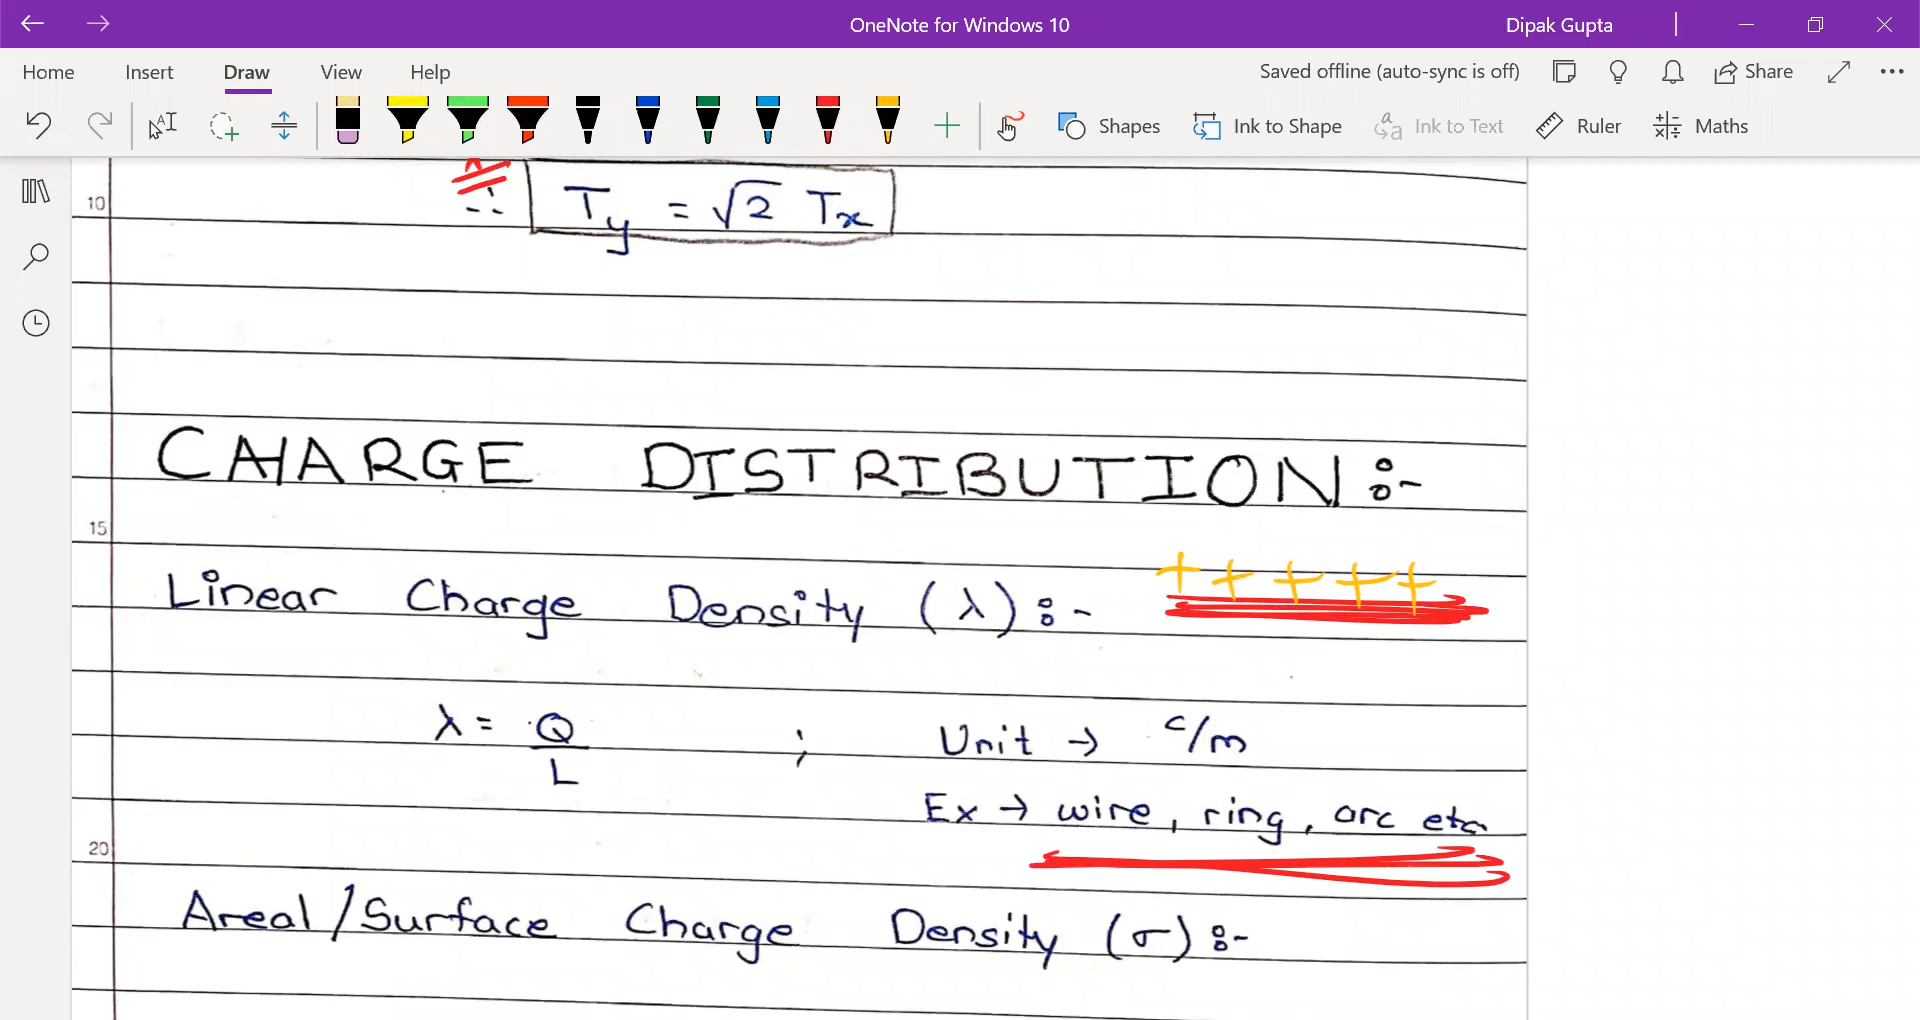 OneNote for Windows 10
Dipak Gupta
Home Insert Draw View Help
Saved offline (auto-sync is off) Share
Shapes Ink to Shape Ink to Text Ruler Maths
10
∴ Ty = √2 Tx
CHARGE DISTRIBUTION:-
15
Linear Charge Density (λ):- + + + + +
λ = Q/L ; Unit → C/m
Ex → wire, ring, arc etc
20
Areal/Surface Charge Density (σ):-